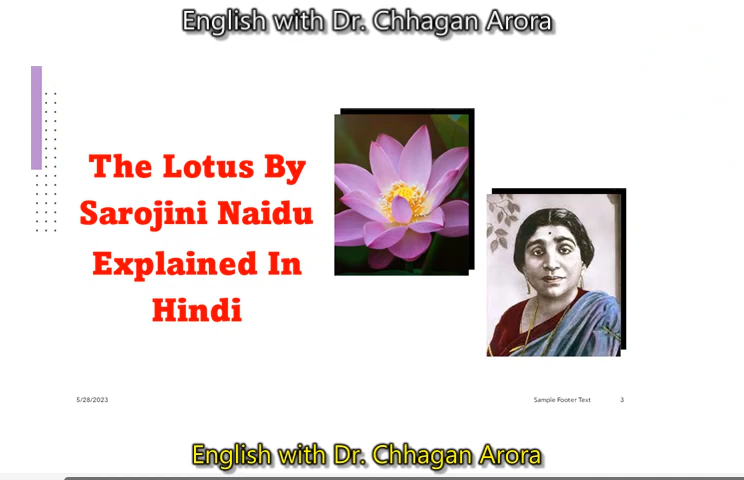 English with Dr. Chhagan Arora
The Lotus By
Sarojini Naidu
Explained In
Hindi
5/28/2023
Sample Footer Text
3
English with Dr. Chhagan Arora